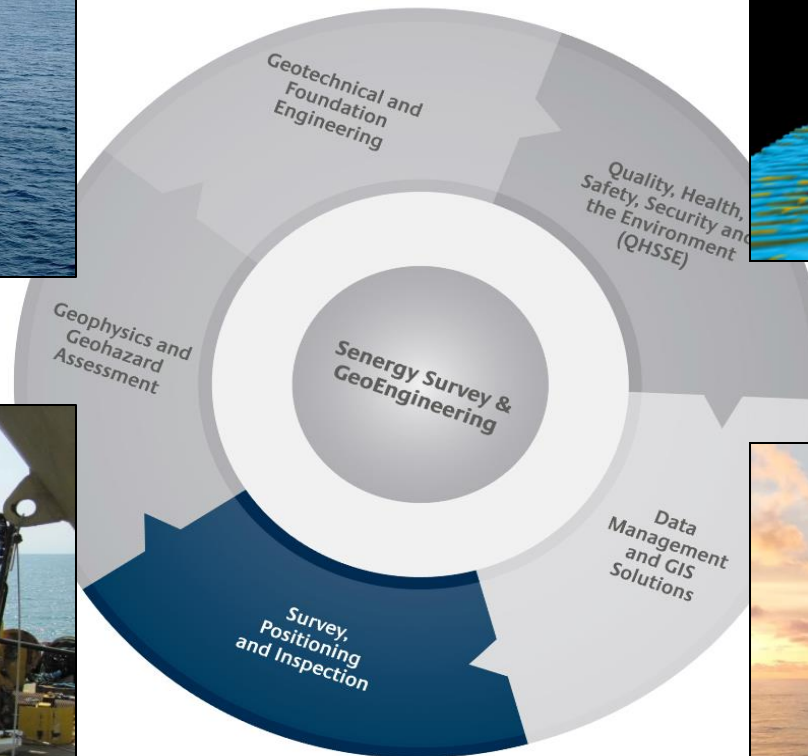 Geotechnical and
Foundation
Engineering
Quality, Health,
Safety, Security and
the Environment
(QHSSE)
Geophysics and
Geohazard
Assessment
Senergy Survey &
GeoEngineering
Data
Management
and GIS
Solutions
Survey,
Positioning
and Inspection